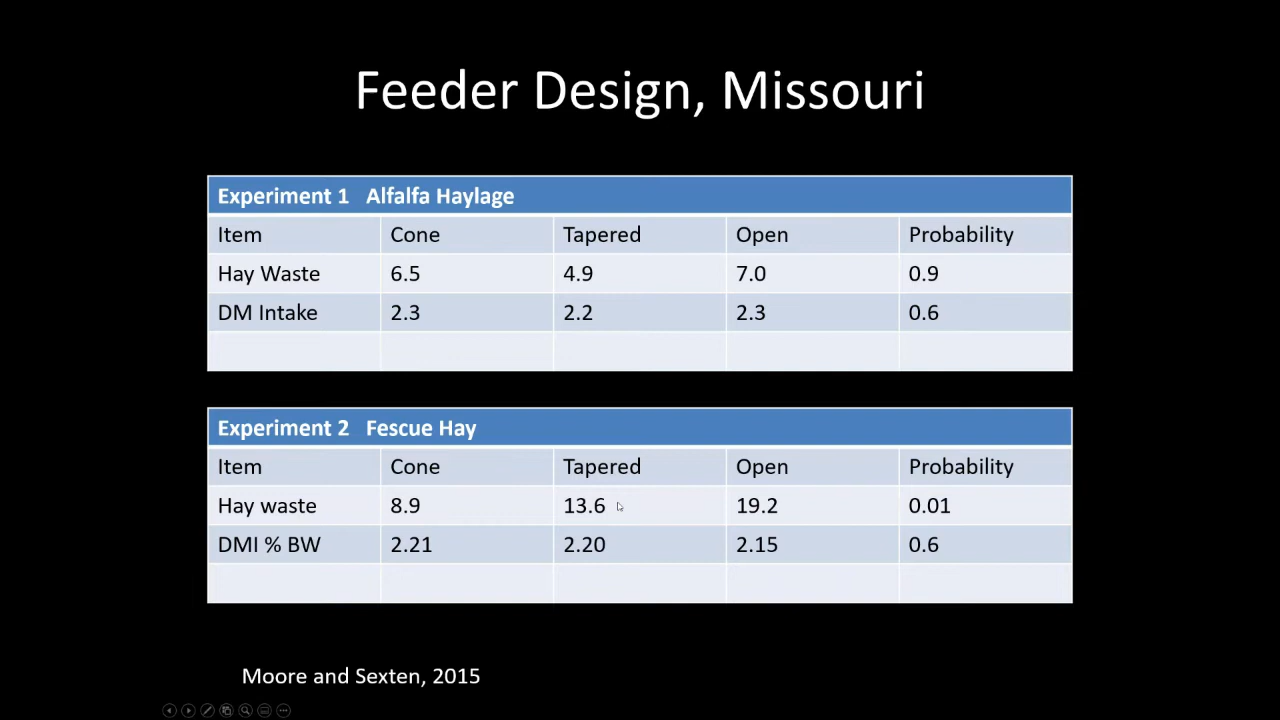 Feeder Design, Missouri
Experiment 1 Alfalfa Haylage
Item Cone Tapered Open Probability
Hay Waste 6.5 4.9 7.0 0.9
DM Intake 2.3 2.2 2.3 0.6
Experiment 2 Fescue Hay
Item Cone Tapered Open Probability
Hay waste 8.9 13.6 19.2 0.01
DMI % BW 2.21 2.20 2.15 0.6
Moore and Sexten, 2015